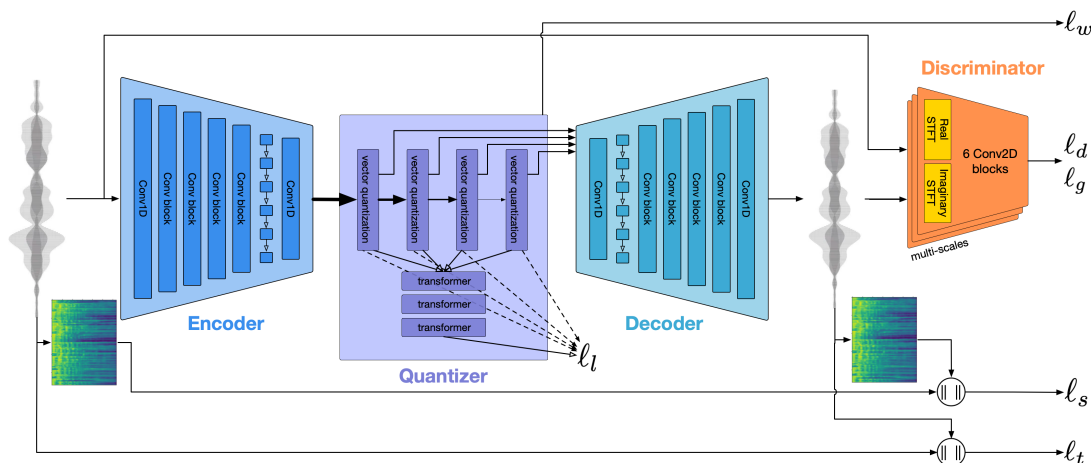 ℓw
Discriminator
Real
STFT
Imaginary
STFT
6 Conv2D
blocks
multi-scales
ℓd
ℓg
Conv1D
Conv block
Conv block
Conv block
Conv block
Conv1D
Encoder
vector quantization
vector quantization
vector quantization
vector quantization
transformer
transformer
transformer
ℓl
Quantizer
Conv1D
Conv block
Conv block
Conv block
Conv block
Conv1D
Decoder
|| ||
ℓs
|| ||
ℓt